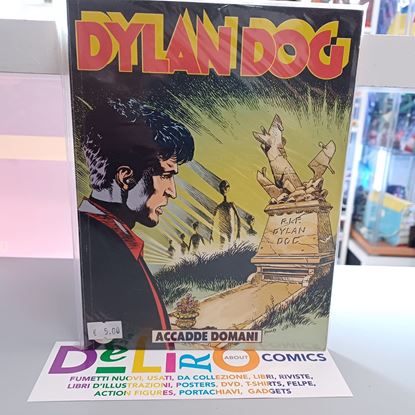 DYLAN DOG
R.I.P.
DYLAN
DOG
€ 5.00
ACCADDE DOMANI
DeLiR
ABOUT
COMICS
FUMETTI NUOVI, USATI, DA COLLEZIONE, LIBRI, RIVISTE,
LIBRI D'ILLUSTRAZIONI, POSTERS, DVD, T-SHIRTS, FELPE,
ACTION FIGURES, PORTACHIAVI, GADGETS